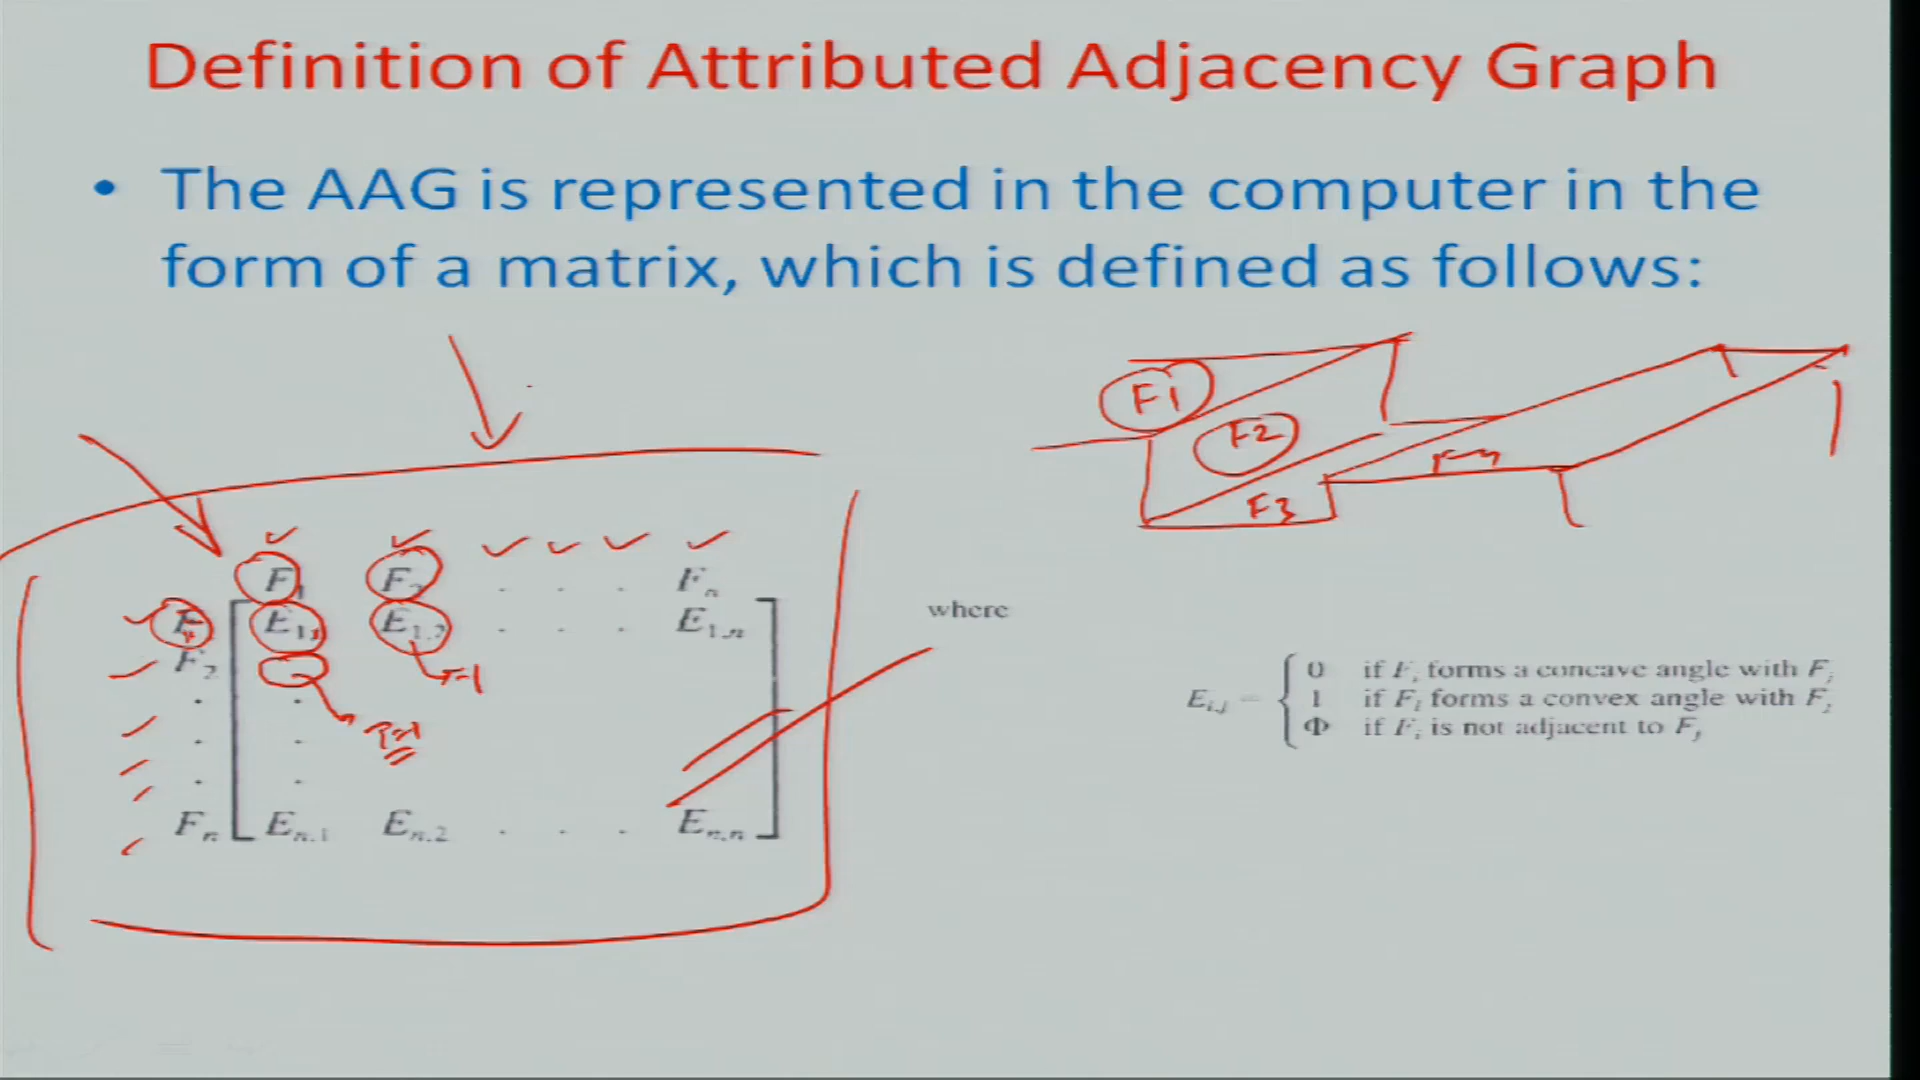 Definition of Attributed Adjacency Graph
• The AAG is represented in the computer in the
form of a matrix, which is defined as follows:
F1
F2
F3
F1 F2 . . . Fn
E1,2 . . . E1,n
F2
. .
. .
. .
Fn En,1 En,2 . . . En,n
where
Ei,j = 0 if Fi forms a concave angle with Fj
1 if Fi forms a convex angle with Fj
Φ if Fi is not adjacent to Fj